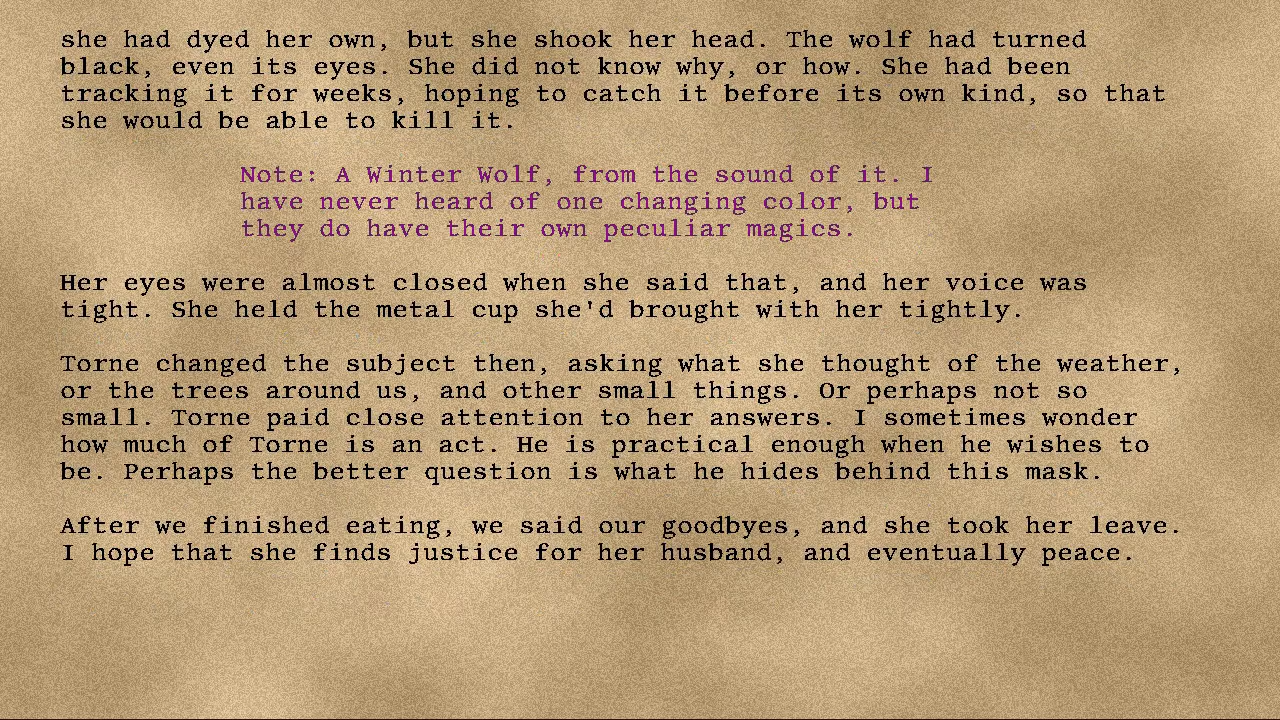 she had dyed her own, but she shook her head. The wolf had turned
black, even its eyes. She did not know why, or how. She had been
tracking it for weeks, hoping to catch it before its own kind, so that
she would be able to kill it.
Note: A Winter Wolf, from the sound of it. I
have never heard of one changing color, but
they do have their own peculiar magics.
Her eyes were almost closed when she said that, and her voice was
tight. She held the metal cup she'd brought with her tightly.
Torne changed the subject then, asking what she thought of the weather,
or the trees around us, and other small things. Or perhaps not so
small. Torne paid close attention to her answers. I sometimes wonder
how much of Torne is an act. He is practical enough when he wishes to
be. Perhaps the better question is what he hides behind this mask.
After we finished eating, we said our goodbyes, and she took her leave.
I hope that she finds justice for her husband, and eventually peace.